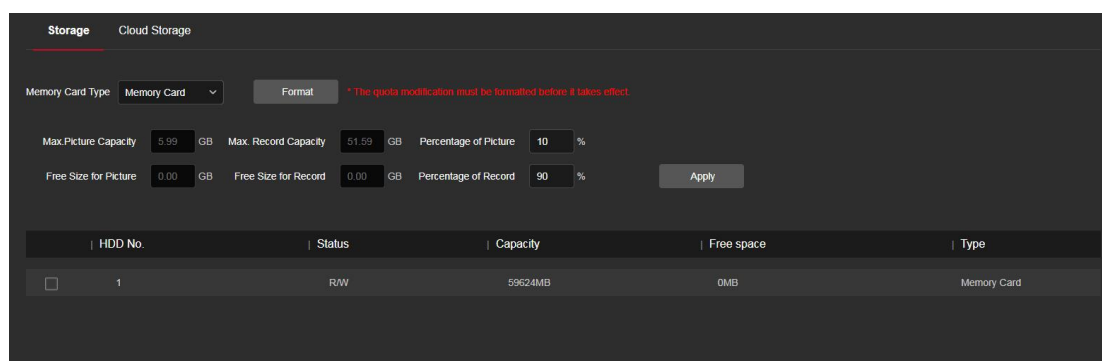 Storage Cloud Storage
Memory Card Type Memory Card Format * The quota modification must be formatted before it takes effect.
Max.Picture Capacity 5.99 GB Max. Record Capacity 51.59 GB Percentage of Picture 10 %
Free Size for Picture 0.00 GB Free Size for Record 0.00 GB Percentage of Record 90 % Apply
| HDD No. | Status | Capacity | Free space | Type
1 R/W 59624MB 0MB Memory Card